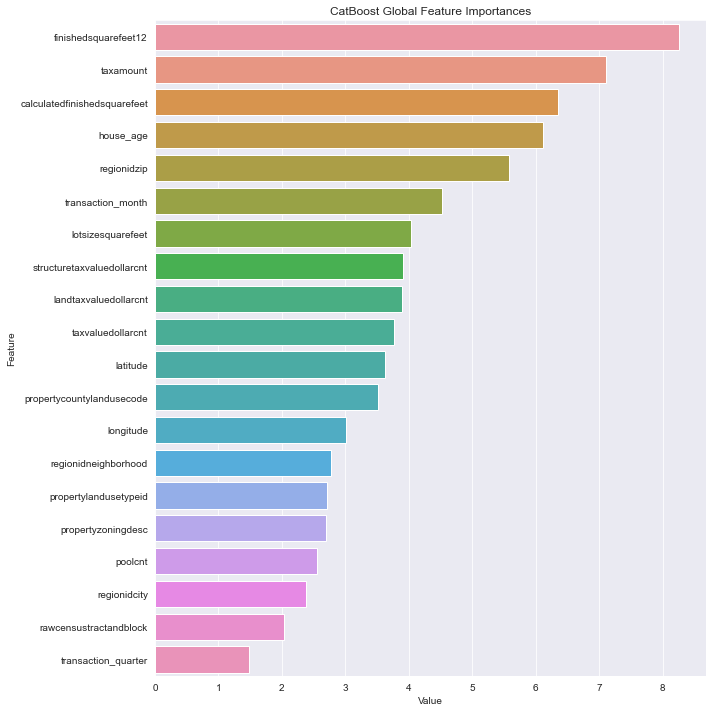 CatBoost Global Feature Importances
finishedsquarefeet12
taxamount
calculatedfinishedsquarefeet
house_age
regionidzip
transaction_month
lotsizesquarefeet
structuretaxvaluedollarcnt
landtaxvaluedollarcnt
taxvaluedollarcnt
latitude
propertycountylandusecode
longitude
regionidneighborhood
propertylandusetypeid
propertyzoningdesc
poolcnt
regionidcity
rawcensustractandblock
transaction_quarter
Feature
0 1 2 3 4 5 6 7 8
Value